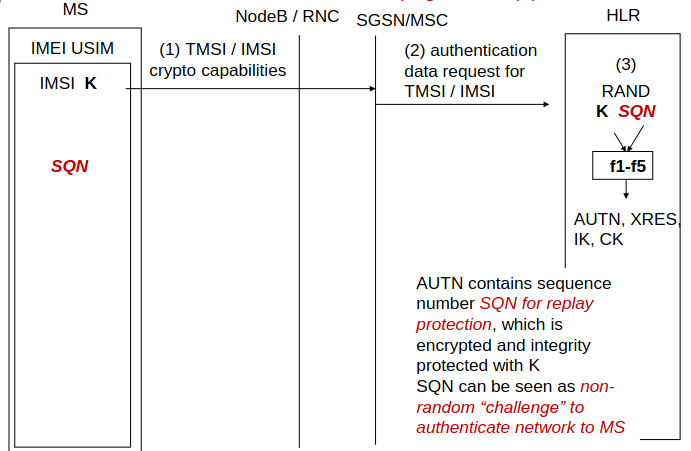 MS
NodeB / RNC
SGSN/MSC
HLR
IMEI USIM
IMSI K
SQN
(1) TMSI / IMSI
crypto capabilities
(2) authentication
data request for
TMSI / IMSI
(3)
RAND
K SQN
f1-f5
AUTN, XRES,
IK, CK
AUTN contains sequence
number SQN for replay
protection, which is
encrypted and integrity
protected with K
SQN can be seen as non-
random “challenge” to
authenticate network to MS